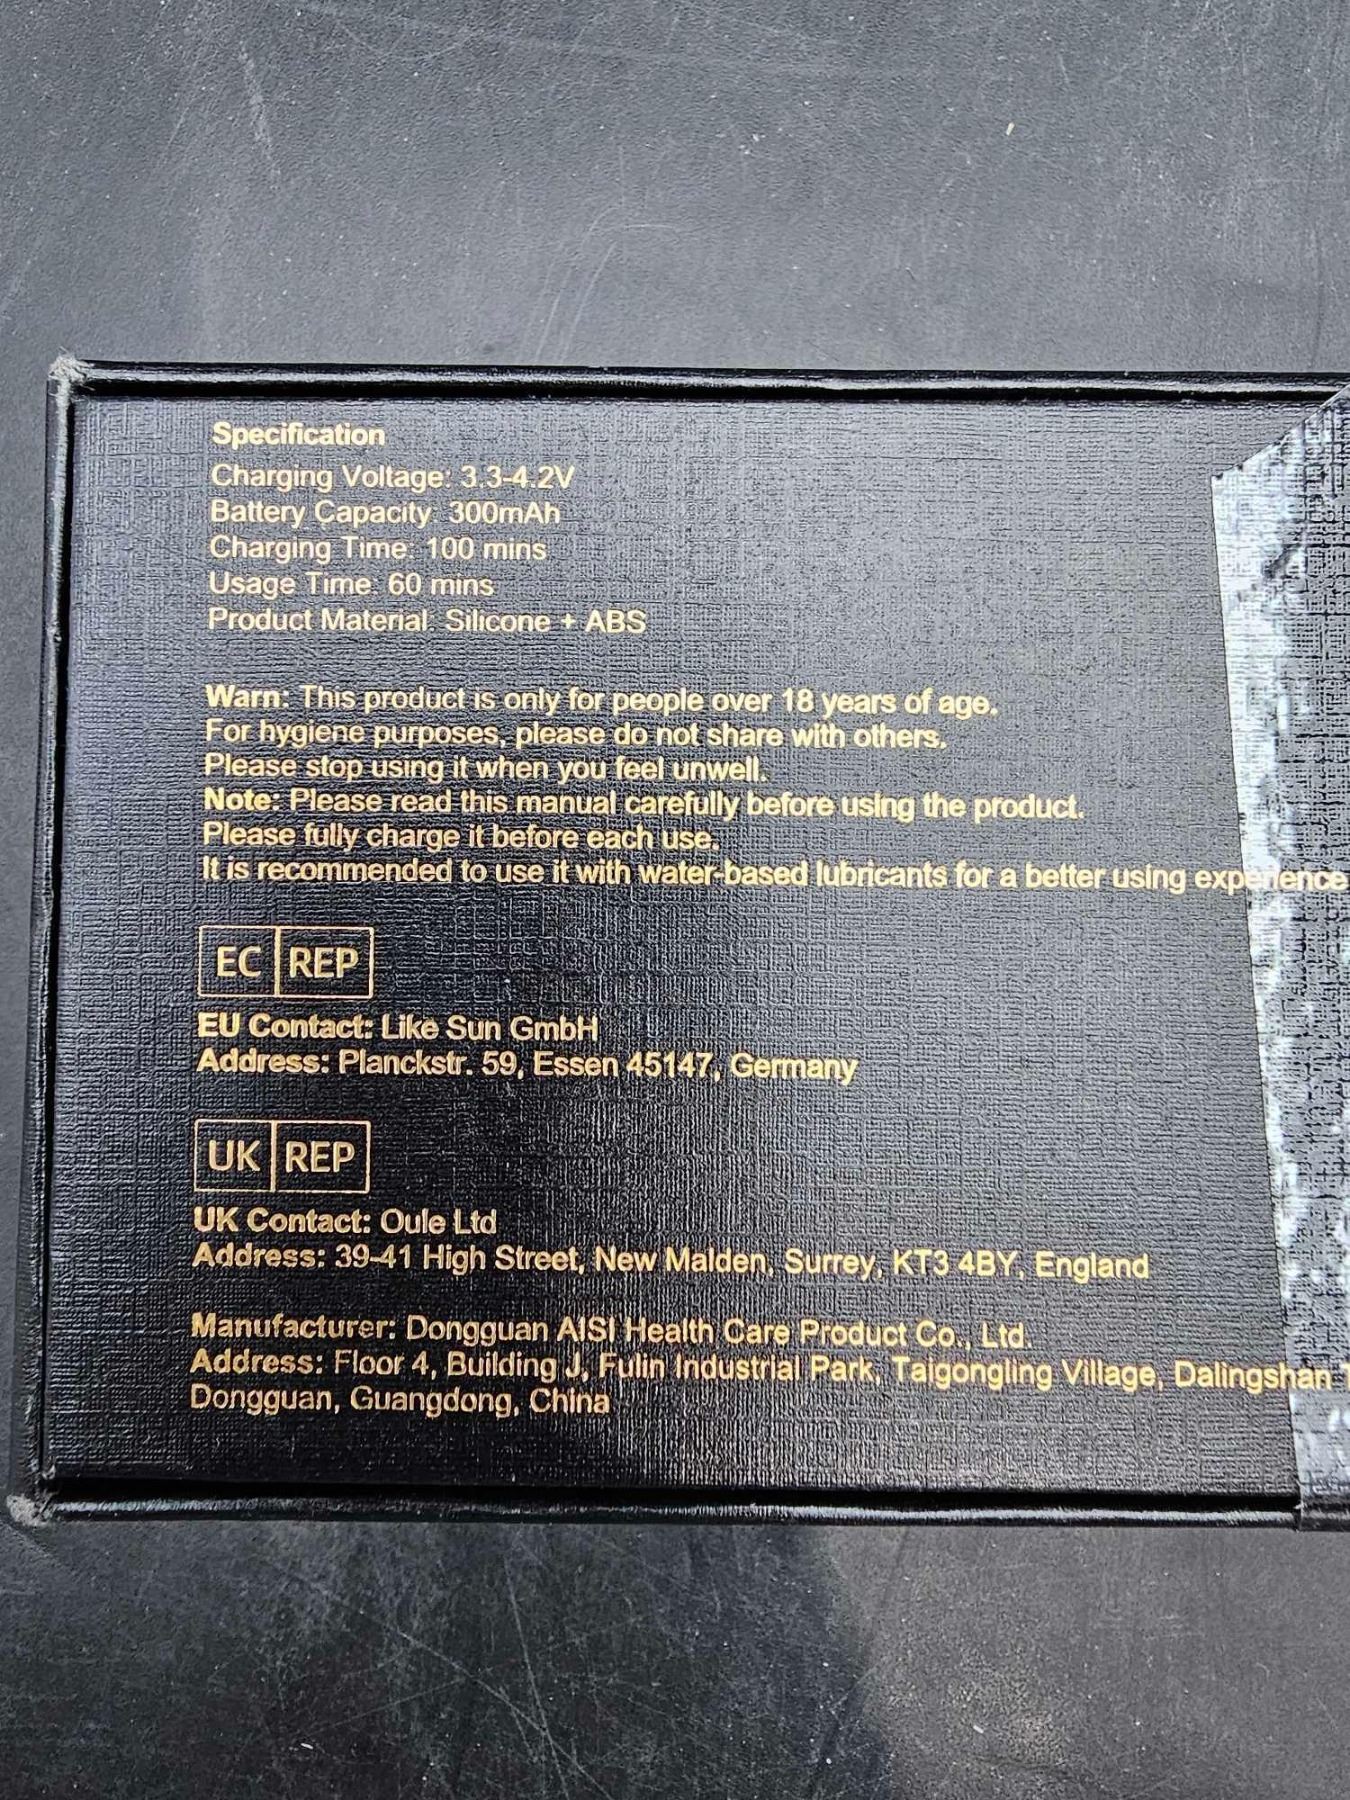 Specification
Charging Voltage: 3.3-4.2V
Battery Capacity: 300mAh
Charging Time: 100 mins
Usage Time: 60 mins
Product Material: Silicone + ABS
Warn: This product is only for people over 18 years of age.
For hygiene purposes, please do not share with others.
Please stop using it when you feel unwell.
Note: Please read this manual carefully before using the product.
Please fully charge it before each use.
It is recommended to use it with water-based lubricants for a better using experience
EC REP
EU Contact: Like Sun GmbH
Address: Planckstr. 59, Essen 45147, Germany
UK REP
UK Contact: Oule Ltd
Address: 39-41 High Street, New Malden, Surrey, KT3 4BY, England
Manufacturer: Dongguan AISI Health Care Product Co., Ltd.
Address: Floor 4, Building J, Fulin Industrial Park, Taigongling Village, Dalingshan
Dongguan, Guangdong, China